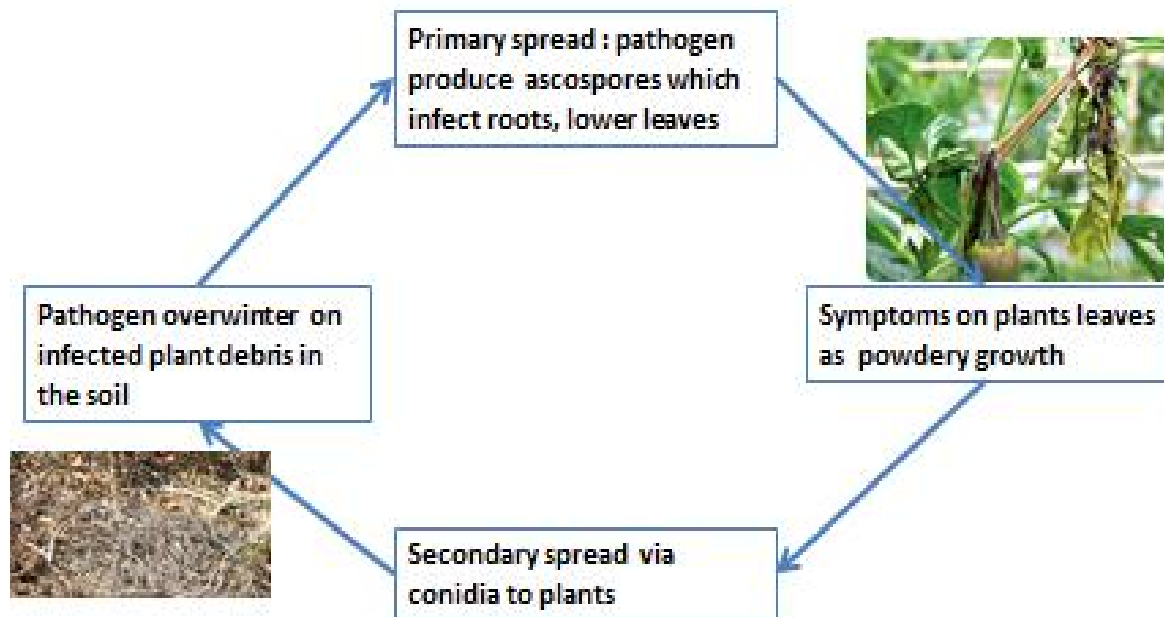 Primary spread : pathogen
produce ascospores which
infect roots, lower leaves
Pathogen overwinter on
infected plant debris in
the soil
Symptoms on plants leaves
as powdery growth
Secondary spread via
conidia to plants